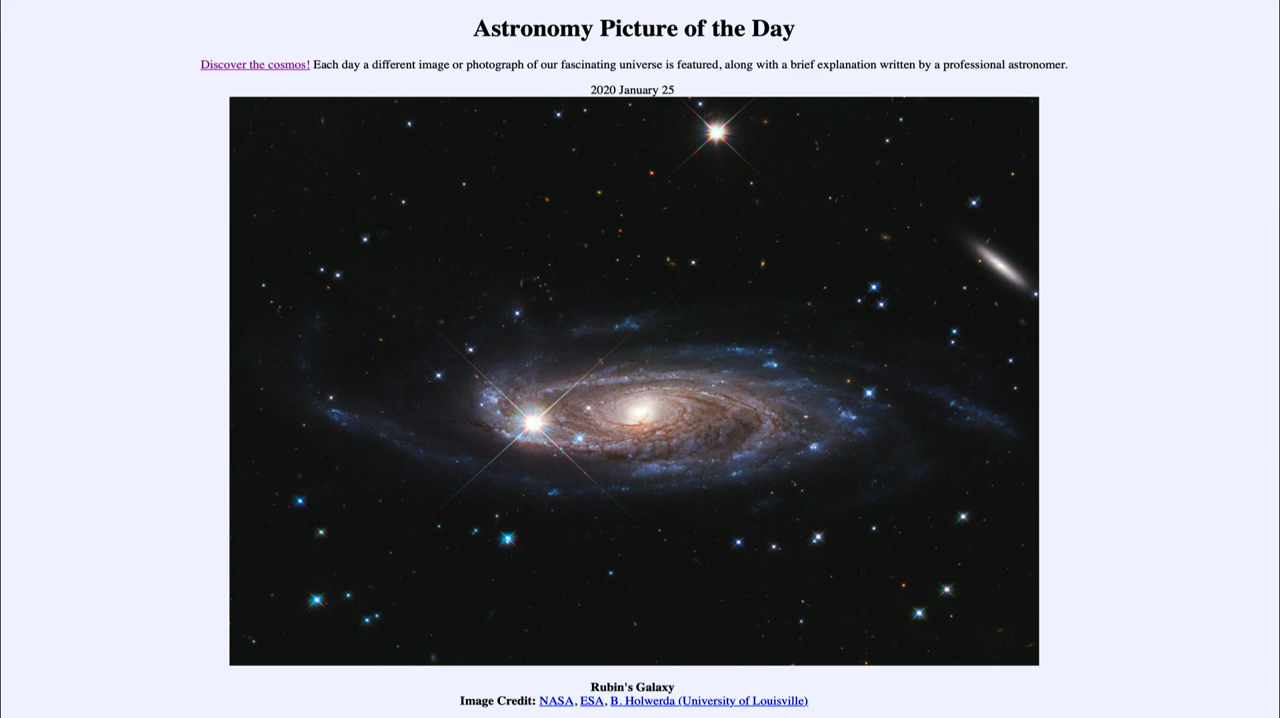 Astronomy Picture of the Day
Discover the cosmos! Each day a different image or photograph of our fascinating universe is featured, along with a brief explanation written by a professional astronomer.
2020 January 25
Rubin's Galaxy
Image Credit: NASA, ESA, B. Holwerda (University of Louisville)